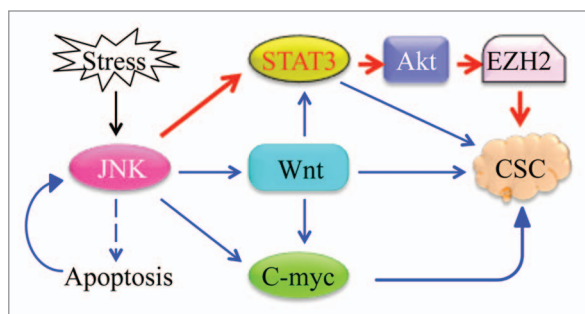 Stress
STAT3
Akt
EZH2
JNK
Wnt
CSC
Apoptosis
C-myc